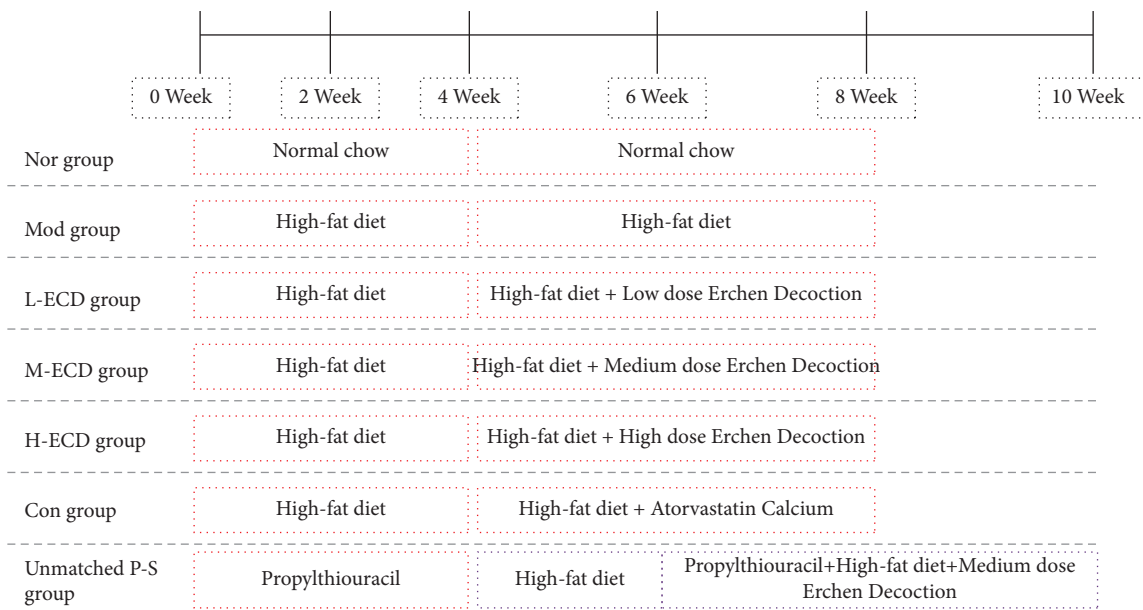 0 Week
2 Week
4 Week
6 Week
8 Week
10 Week
Nor group
Normal chow
Normal chow
Mod group
High-fat diet
High-fat diet
L-ECD group
High-fat diet
High-fat diet + Low dose Erchen Decoction
M-ECD group
High-fat diet
High-fat diet + Medium dose Erchen Decoction
H-ECD group
High-fat diet
High-fat diet + High dose Erchen Decoction
Con group
High-fat diet
High-fat diet + Atorvastatin Calcium
Unmatched P-S
group
Propylthiouracil
High-fat diet
Propylthiouracil+High-fat diet+Medium dose
Erchen Decoction